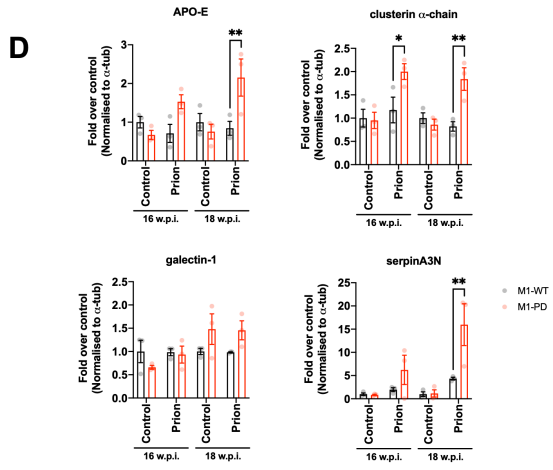 D
APO-E
Fold over control
(Normalised to α-tub)
3
2
1
0
Control
Prion
Control
Prion
16 w.p.i.
18 w.p.i.
**
clusterin α-chain
Fold over control
(Normalised to α-tub)
2.5
2.0
1.5
1.0
0.5
0.0
Control
Prion
Control
Prion
16 w.p.i.
18 w.p.i.
*
**
galectin-1
Fold over control
(Normalised to α-tub)
2.5
2.0
1.5
1.0
0.5
0.0
Control
Prion
Control
Prion
16 w.p.i.
18 w.p.i.
serpinA3N
Fold over control
(Normalised to α-tub)
25
20
15
10
5
0
Control
Prion
Control
Prion
16 w.p.i.
18 w.p.i.
**
M1-WT
M1-PD